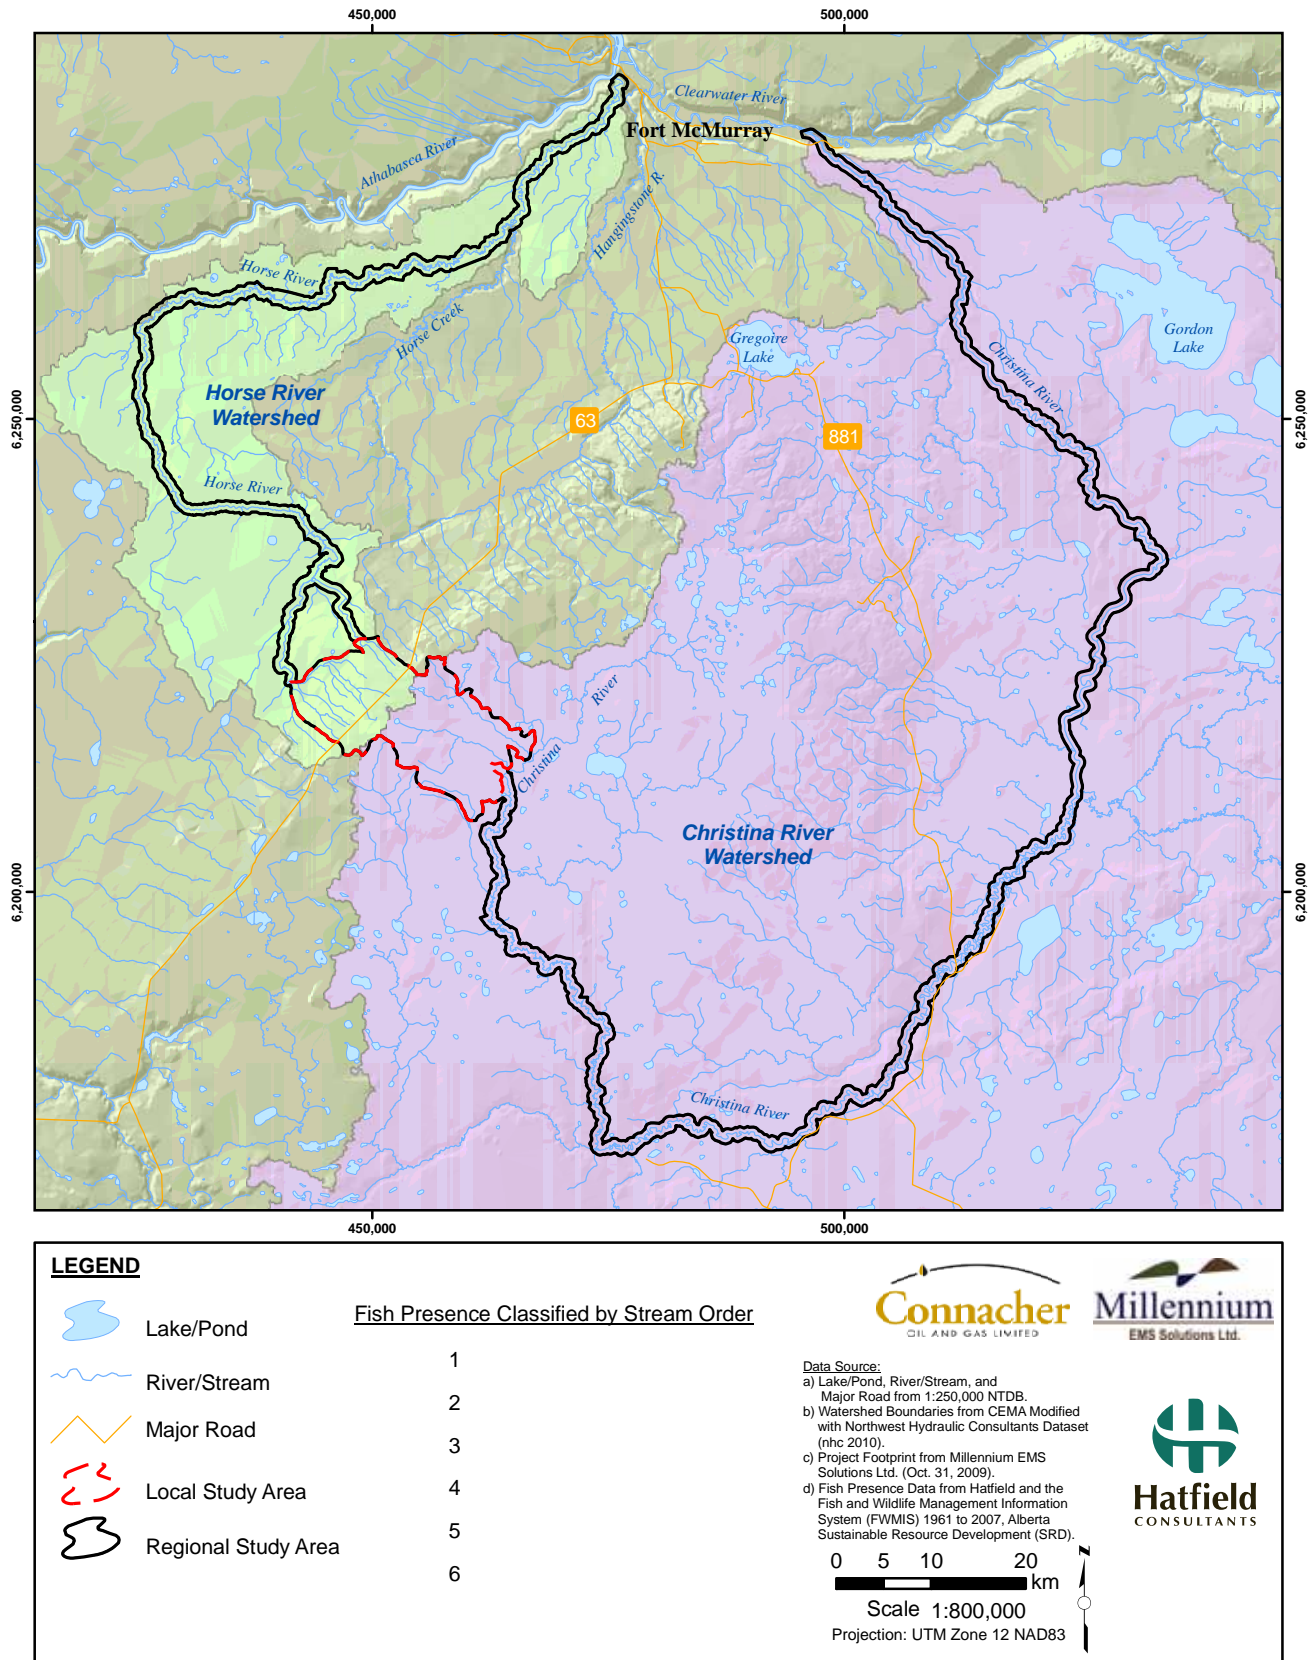 450,000
500,000
Clearwater River
Fort McMurray
Athabasca River
Hangingstone R.
Horse River
Horse Creek
Gregoire
Lake
Gordon
Lake
Christina River
Horse River
Watershed
63
881
6,250,000
6,250,000
Horse River
River
Christina
Christina River
Watershed
6,200,000
6,200,000
Christina River
450,000
500,000
LEGEND
Lake/Pond
River/Stream
Major Road
Local Study Area
Regional Study Area
Fish Presence Classified by Stream Order
1
2
3
4
5
6
Connacher
OIL AND GAS LIMITED
Millennium
EMS Solutions Ltd.
Data Source:
a) Lake/Pond, River/Stream, and
Major Road from 1:250,000 NTDB.
b) Watershed Boundaries from CEMA Modified
with Northwest Hydraulic Consultants Dataset
(nhc 2010).
c) Project Footprint from Millennium EMS
Solutions Ltd. (Oct. 31, 2009).
d) Fish Presence Data from Hatfield and the
Fish and Wildlife Management Information
System (FWMIS) 1961 to 2007, Alberta
Sustainable Resource Development (SRD).
Hatfield
CONSULTANTS
0 5 10 20
km
Scale 1:800,000
Projection: UTM Zone 12 NAD83
N